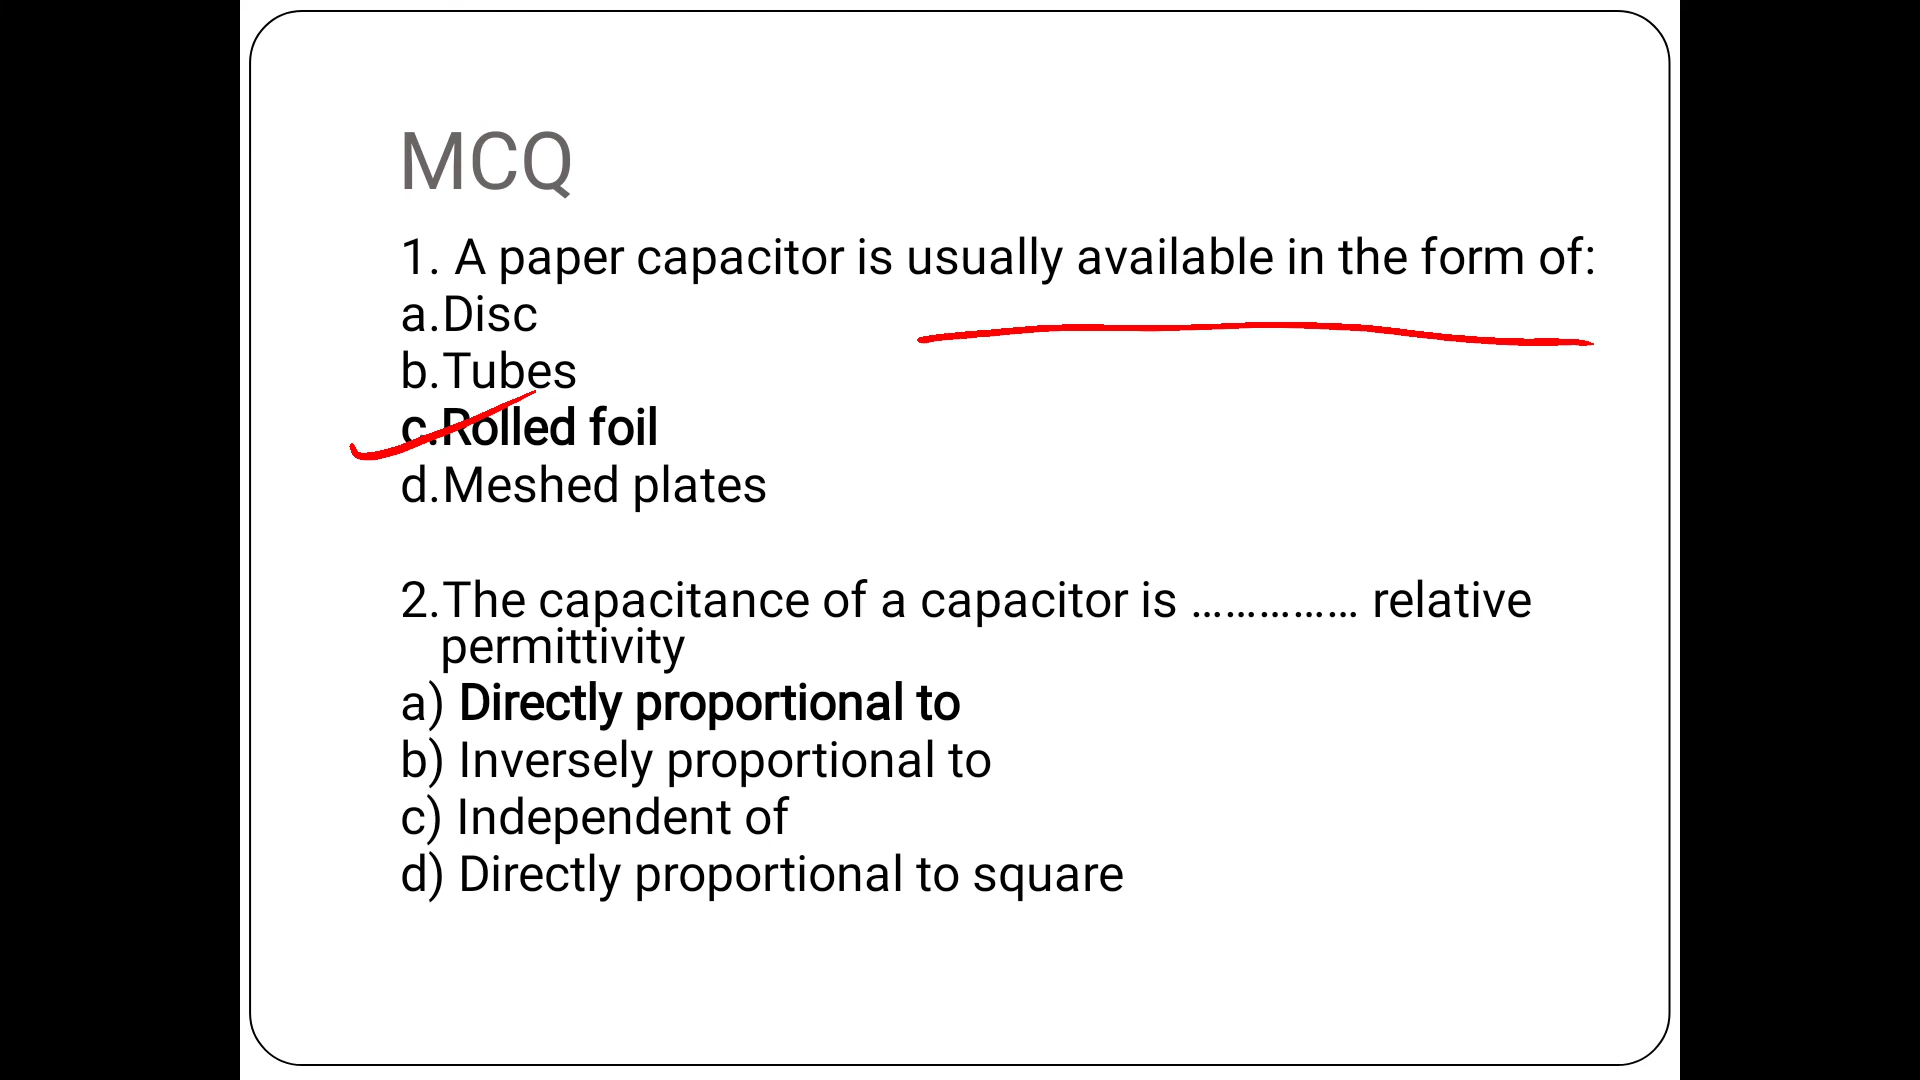 MCQ
1. A paper capacitor is usually available in the form of:
a.Disc
b.Tubes
c.Rolled foil
d.Meshed plates
2.The capacitance of a capacitor is …………… relative
permittivity
a) Directly proportional to
b) Inversely proportional to
c) Independent of
d) Directly proportional to square